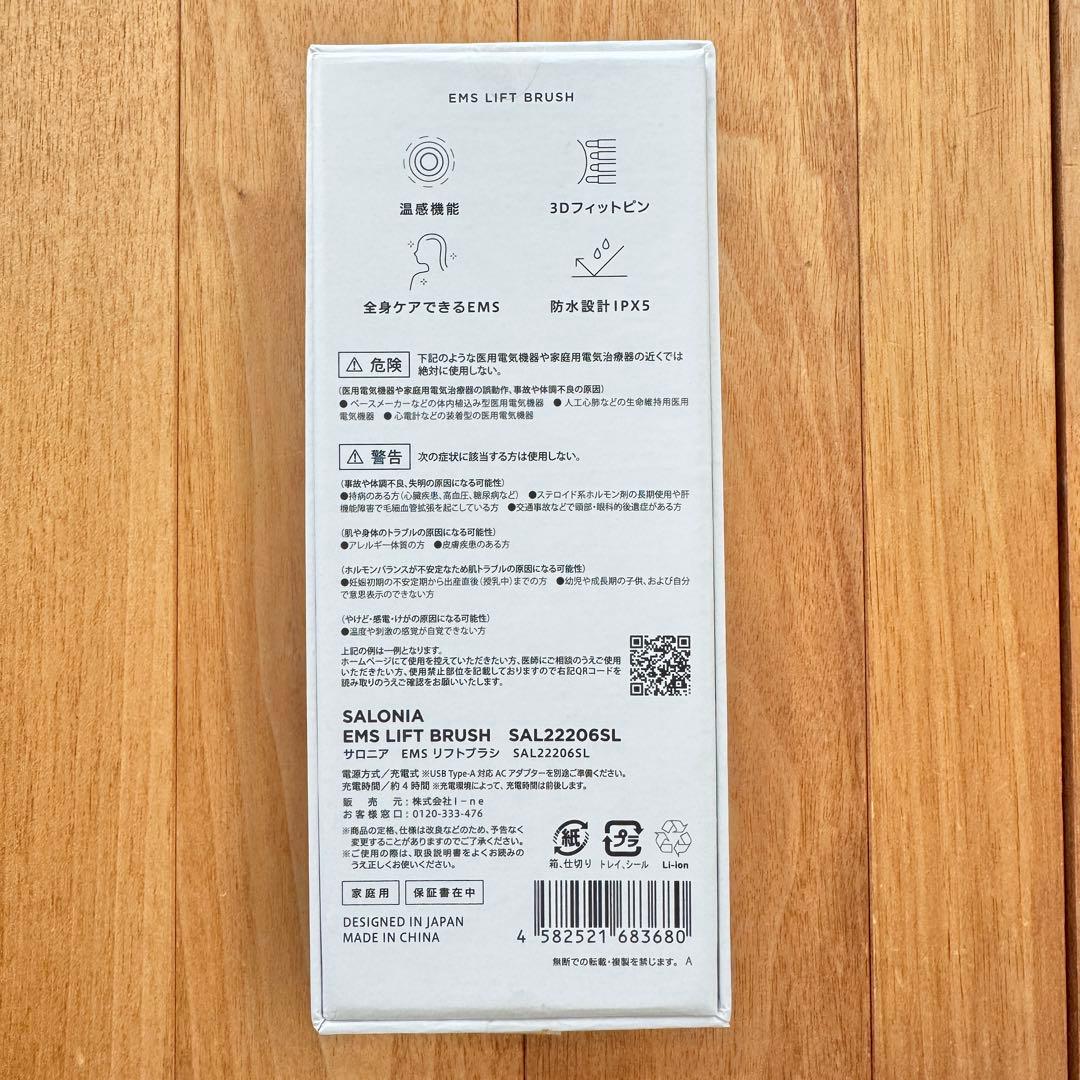 EMS LIFT BRUSH
温感機能
3Dフィットピン
全身ケアできるEMS
防水設計IPX5
⚠ 危険 下記のような医用電気機器や家庭用電気治療器の近くでは
絶対に使用しない。
(医用電気機器や家庭用電気治療器の誤動作、事故や体調不良の原因)
●ペースメーカーなどの体内植込み型医用電気機器 ●人工心肺などの生命維持用医用
電気機器 ●心電計などの装着型の医用電気機器
⚠ 警告 次の症状に該当する方は使用しない。
(事故や体調不良、失明の原因になる可能性)
●持病のある方(心臓疾患、高血圧、糖尿病など) ●ステロイド系ホルモン剤の長期使用や肝
機能障害で毛細血管拡張を起こしている方 ●交通事故などで頭部・眼科的後遺症がある方
(肌や身体のトラブルの原因になる可能性)
●アレルギー体質の方 ●皮膚疾患のある方
(ホルモンバランスが不安定なため肌トラブルの原因になる可能性)
●妊娠初期の不安定期から出産直後(授乳中)までの方 ●幼児や成長期の子供、および自分
で意思表示のできない方
(やけど・感電・けがの原因になる可能性)
●温度や刺激の感覚が自覚できない方
上記の例は一例となります。
ホームページにて使用を控えていただきたい方、医師にご相談のうえご使用
いただきたい方、使用禁止部位を記載しておりますので右記QRコードを
読み取りのうえご確認をお願いいたします。
SALONIA
EMS LIFT BRUSH SAL22206SL
サロニア EMS リフトブラシ SAL22206SL
電源方式/充電式 ※USB Type-A 対応 AC アダプターを別途ご準備ください。
充電時間/約4時間 ※充電環境によって、充電時間は前後します。
販売元:株式会社I-ne
お客様窓口:0120-333-476
※商品の定格、仕様は改良などのため、予告なく
変更することがありますのでご了承ください。
※ご使用の際は、取扱説明書をよくお読みの
うえ正しくお使いください。
紙
箱、仕切り
プラ
トレイ、シール
Li-ion
家庭用
保証書在中
DESIGNED IN JAPAN
MADE IN CHINA
4 582521 683680
無断での転載・複製を禁じます。 A